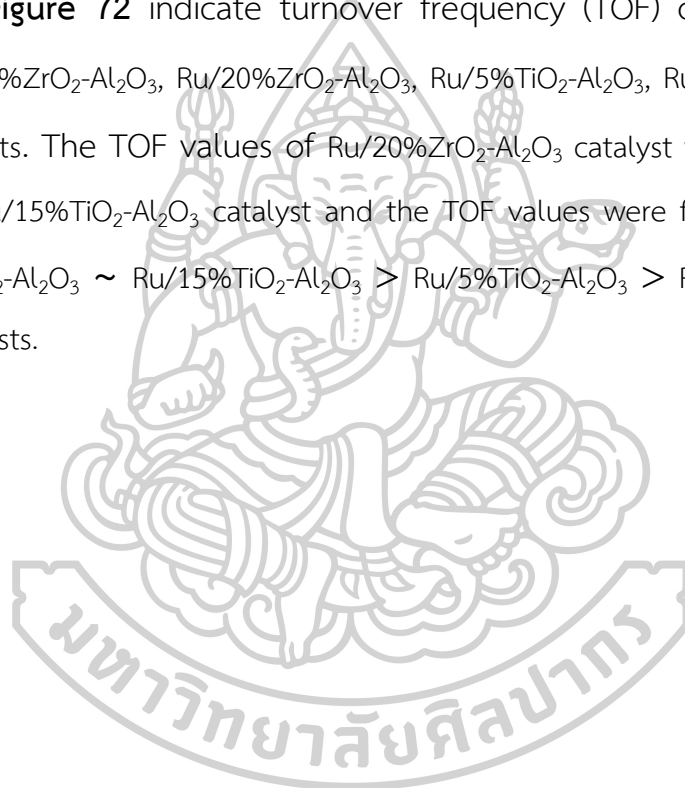 igure 72 indicate turnover frequency (TOF) o
%ZrO₂-Al₂O₃, Ru/20%ZrO₂-Al₂O₃, Ru/5%TiO₂-Al₂O₃, Ru
ts. The TOF values of Ru/20%ZrO₂-Al₂O₃ catalyst
/15%TiO₂-Al₂O₃ catalyst and the TOF values were f
₂-Al₂O₃ ~ Ru/15%TiO₂-Al₂O₃ > Ru/5%TiO₂-Al₂O₃ >
sts.
มหาวิทยาลัยศิลปากร